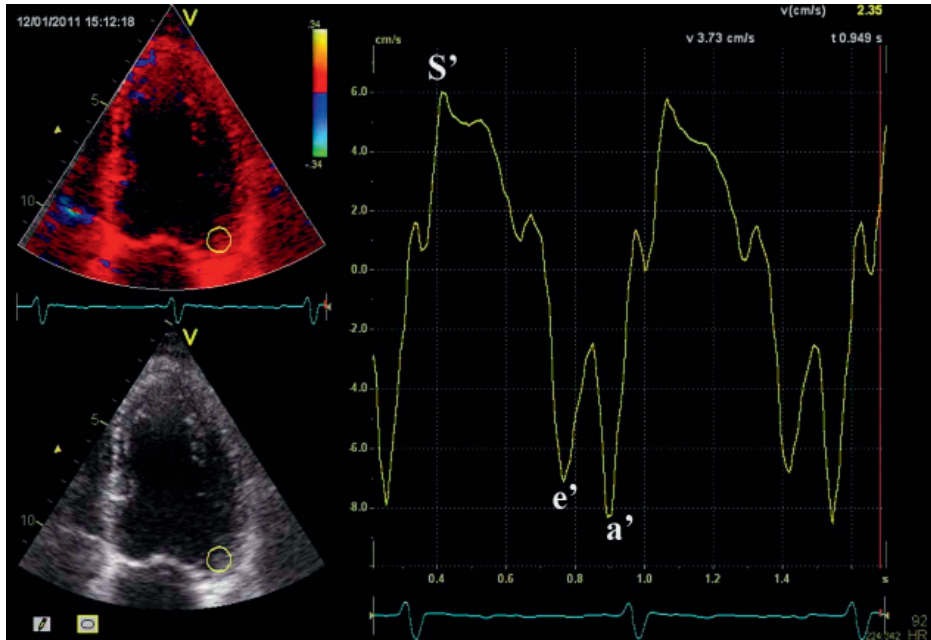 12/01/2011 15:12:18
V
.34
-.34
5
10
V
5
10
v(cm/s) 2.35
cm/s
v 3.73 cm/s t 0.949 s
S’
6.0
4.0
2.0
0.0
-2.0
-4.0
-6.0
-8.0
e’
a’
0.4 0.6 0.8 1.0 1.2 1.4 s
92
HR